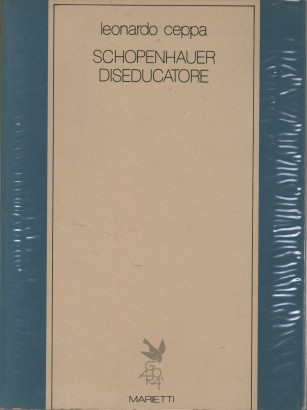 leonardo ceppa
SCHOPENHAUER
DISEDUCATORE
MARIETTI